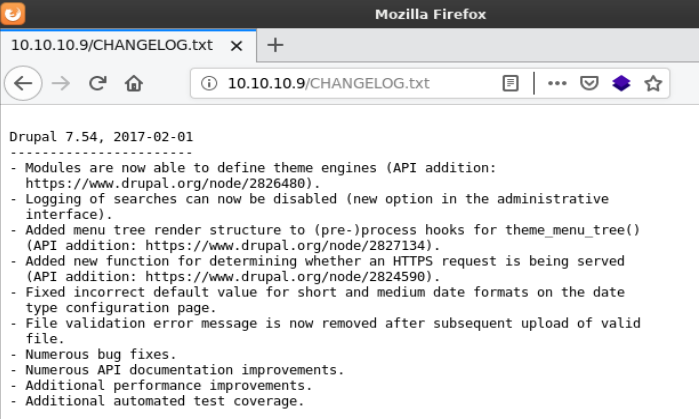 Mozilla Firefox
10.10.10.9/CHANGELOG.txt
10.10.10.9/CHANGELOG.txt
Drupal 7.54, 2017-02-01
-----------------------
- Modules are now able to define theme engines (API addition:
  https://www.drupal.org/node/2826480).
- Logging of searches can now be disabled (new option in the administrative
  interface).
- Added menu tree render structure to (pre-)process hooks for theme_menu_tree()
  (API addition: https://www.drupal.org/node/2827134).
- Added new function for determining whether an HTTPS request is being served
  (API addition: https://www.drupal.org/node/2824590).
- Fixed incorrect default value for short and medium date formats on the date
  type configuration page.
- File validation error message is now removed after subsequent upload of valid
  file.
- Numerous bug fixes.
- Numerous API documentation improvements.
- Additional performance improvements.
- Additional automated test coverage.